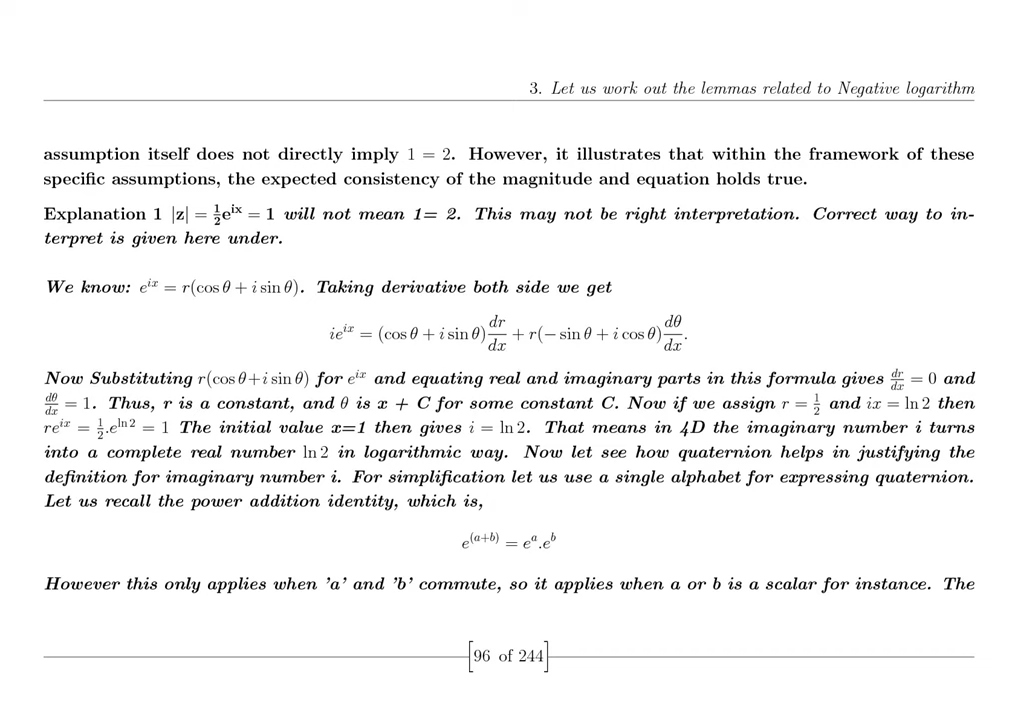 3. Let us work out the lemmas related to Negative logarithm
assumption itself does not directly imply 1 = 2. However, it illustrates that within the framework of these
specific assumptions, the expected consistency of the magnitude and equation holds true.
Explanation 1 |z| = \frac{1}{2}e^{ix} = 1 will not mean 1= 2. This may not be right interpretation. Correct way to in-
terpret is given here under.
We know: e^{ix} = r(cos θ + i sin θ). Taking derivative both side we get
ie^{ix} = (cos θ + i sin θ)\frac{dr}{dx} + r(− sin θ + i cos θ)\frac{dθ}{dx}.
Now Substituting r(cos θ+i sin θ) for e^{ix} and equating real and imaginary parts in this formula gives \frac{dr}{dx} = 0 and
\frac{dθ}{dx} = 1. Thus, r is a constant, and θ is x + C for some constant C. Now if we assign r = \frac{1}{2} and ix = ln 2 then
re^{ix} = \frac{1}{2}.e^{ln 2} = 1 The initial value x=1 then gives i = ln 2. That means in 4D the imaginary number i turns
into a complete real number ln 2 in logarithmic way. Now let see how quaternion helps in justifying the
definition for imaginary number i. For simplification let us use a single alphabet for expressing quaternion.
Let us recall the power addition identity, which is,
e^{(a+b)} = e^{a}.e^{b}
However this only applies when 'a' and 'b' commute, so it applies when a or b is a scalar for instance. The
[96 of 244]